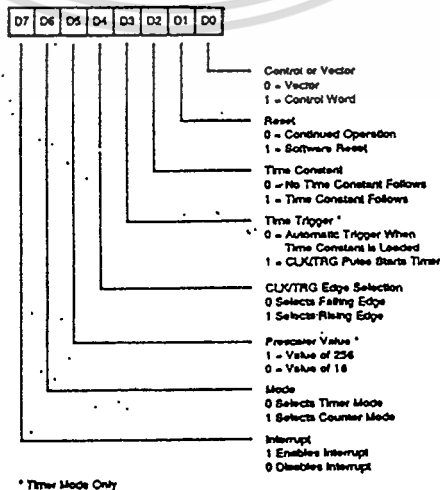 D7 D6 D5 D4 D3 D2 D1 D0
Control or Vector
0 = Vector
1 = Control Word
Reset
0 = Continued Operation
1 = Software Reset
Time Constant
0 = No Time Constant Follows
1 = Time Constant Follows
Time Trigger *
0 = Automatic Trigger When
Time Constant is Loaded
1 = CLK/TRG Pulse Starts Timer
CLK/TRG Edge Selection
0 Selects Falling Edge
1 Selects Rising Edge
Prescaler Value *
1 = Value of 256
0 = Value of 16
Mode
0 Selects Timer Mode
1 Selects Counter Mode
Interrupt
1 Enables Interrupt
0 Disables Interrupt
* Timer Mode Only